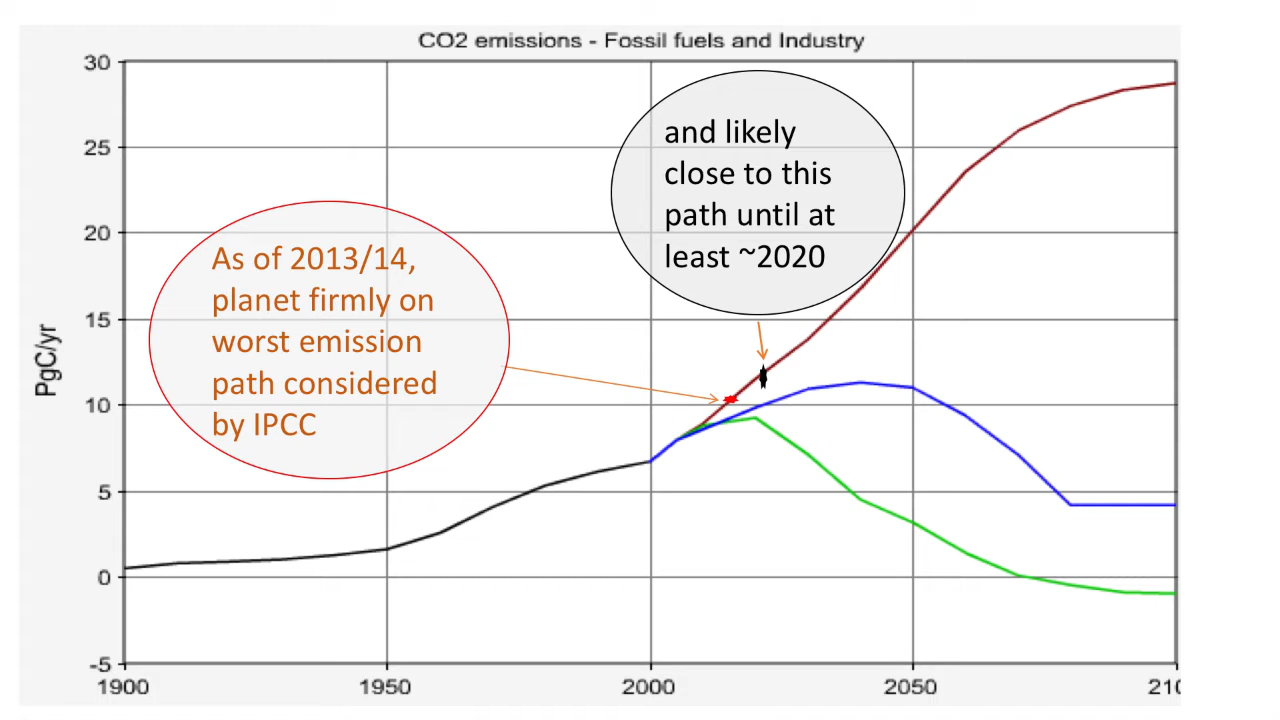 CO2 emissions - Fossil fuels and Industry
30
25
20
15
10
5
0
-5
PgC/yr
1900
1950
2000
2050
210
and likely
close to this
path until at
least ~2020
As of 2013/14,
planet firmly on
worst emission
path considered
by IPCC